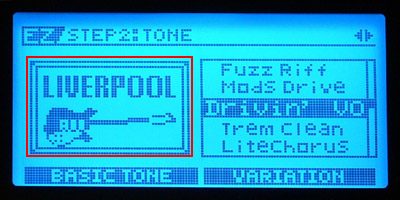 EZ STEP2:TONE
LIVERPOOL
Fuzz Riff
Mods Drive
Drivin' VO
Trem Clean
LiteChorus
BASIC TONE
VARIATION